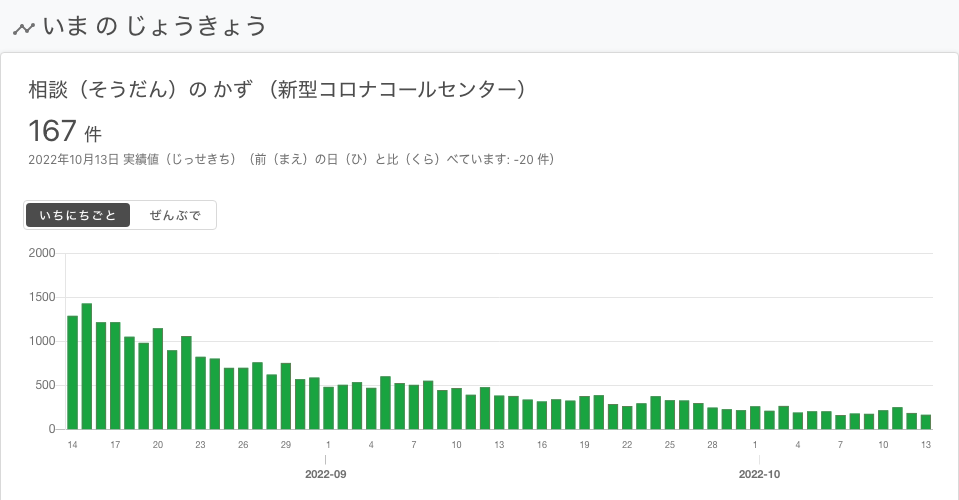 いま の じょうきょう
相談（そうだん）の かず （新型コロナコールセンター）
167 件
2022年10月13日 実績値（じっせきち）（前（まえ）の日（ひ）と比（くら）べています: -20 件）
いちにちごと ぜんぶで
2000
1500
1000
500
0
14 17 20 23 26 29 1 4 7 10 13 16 19 22 25 28 1 4 7 10 13
2022-09 2022-10